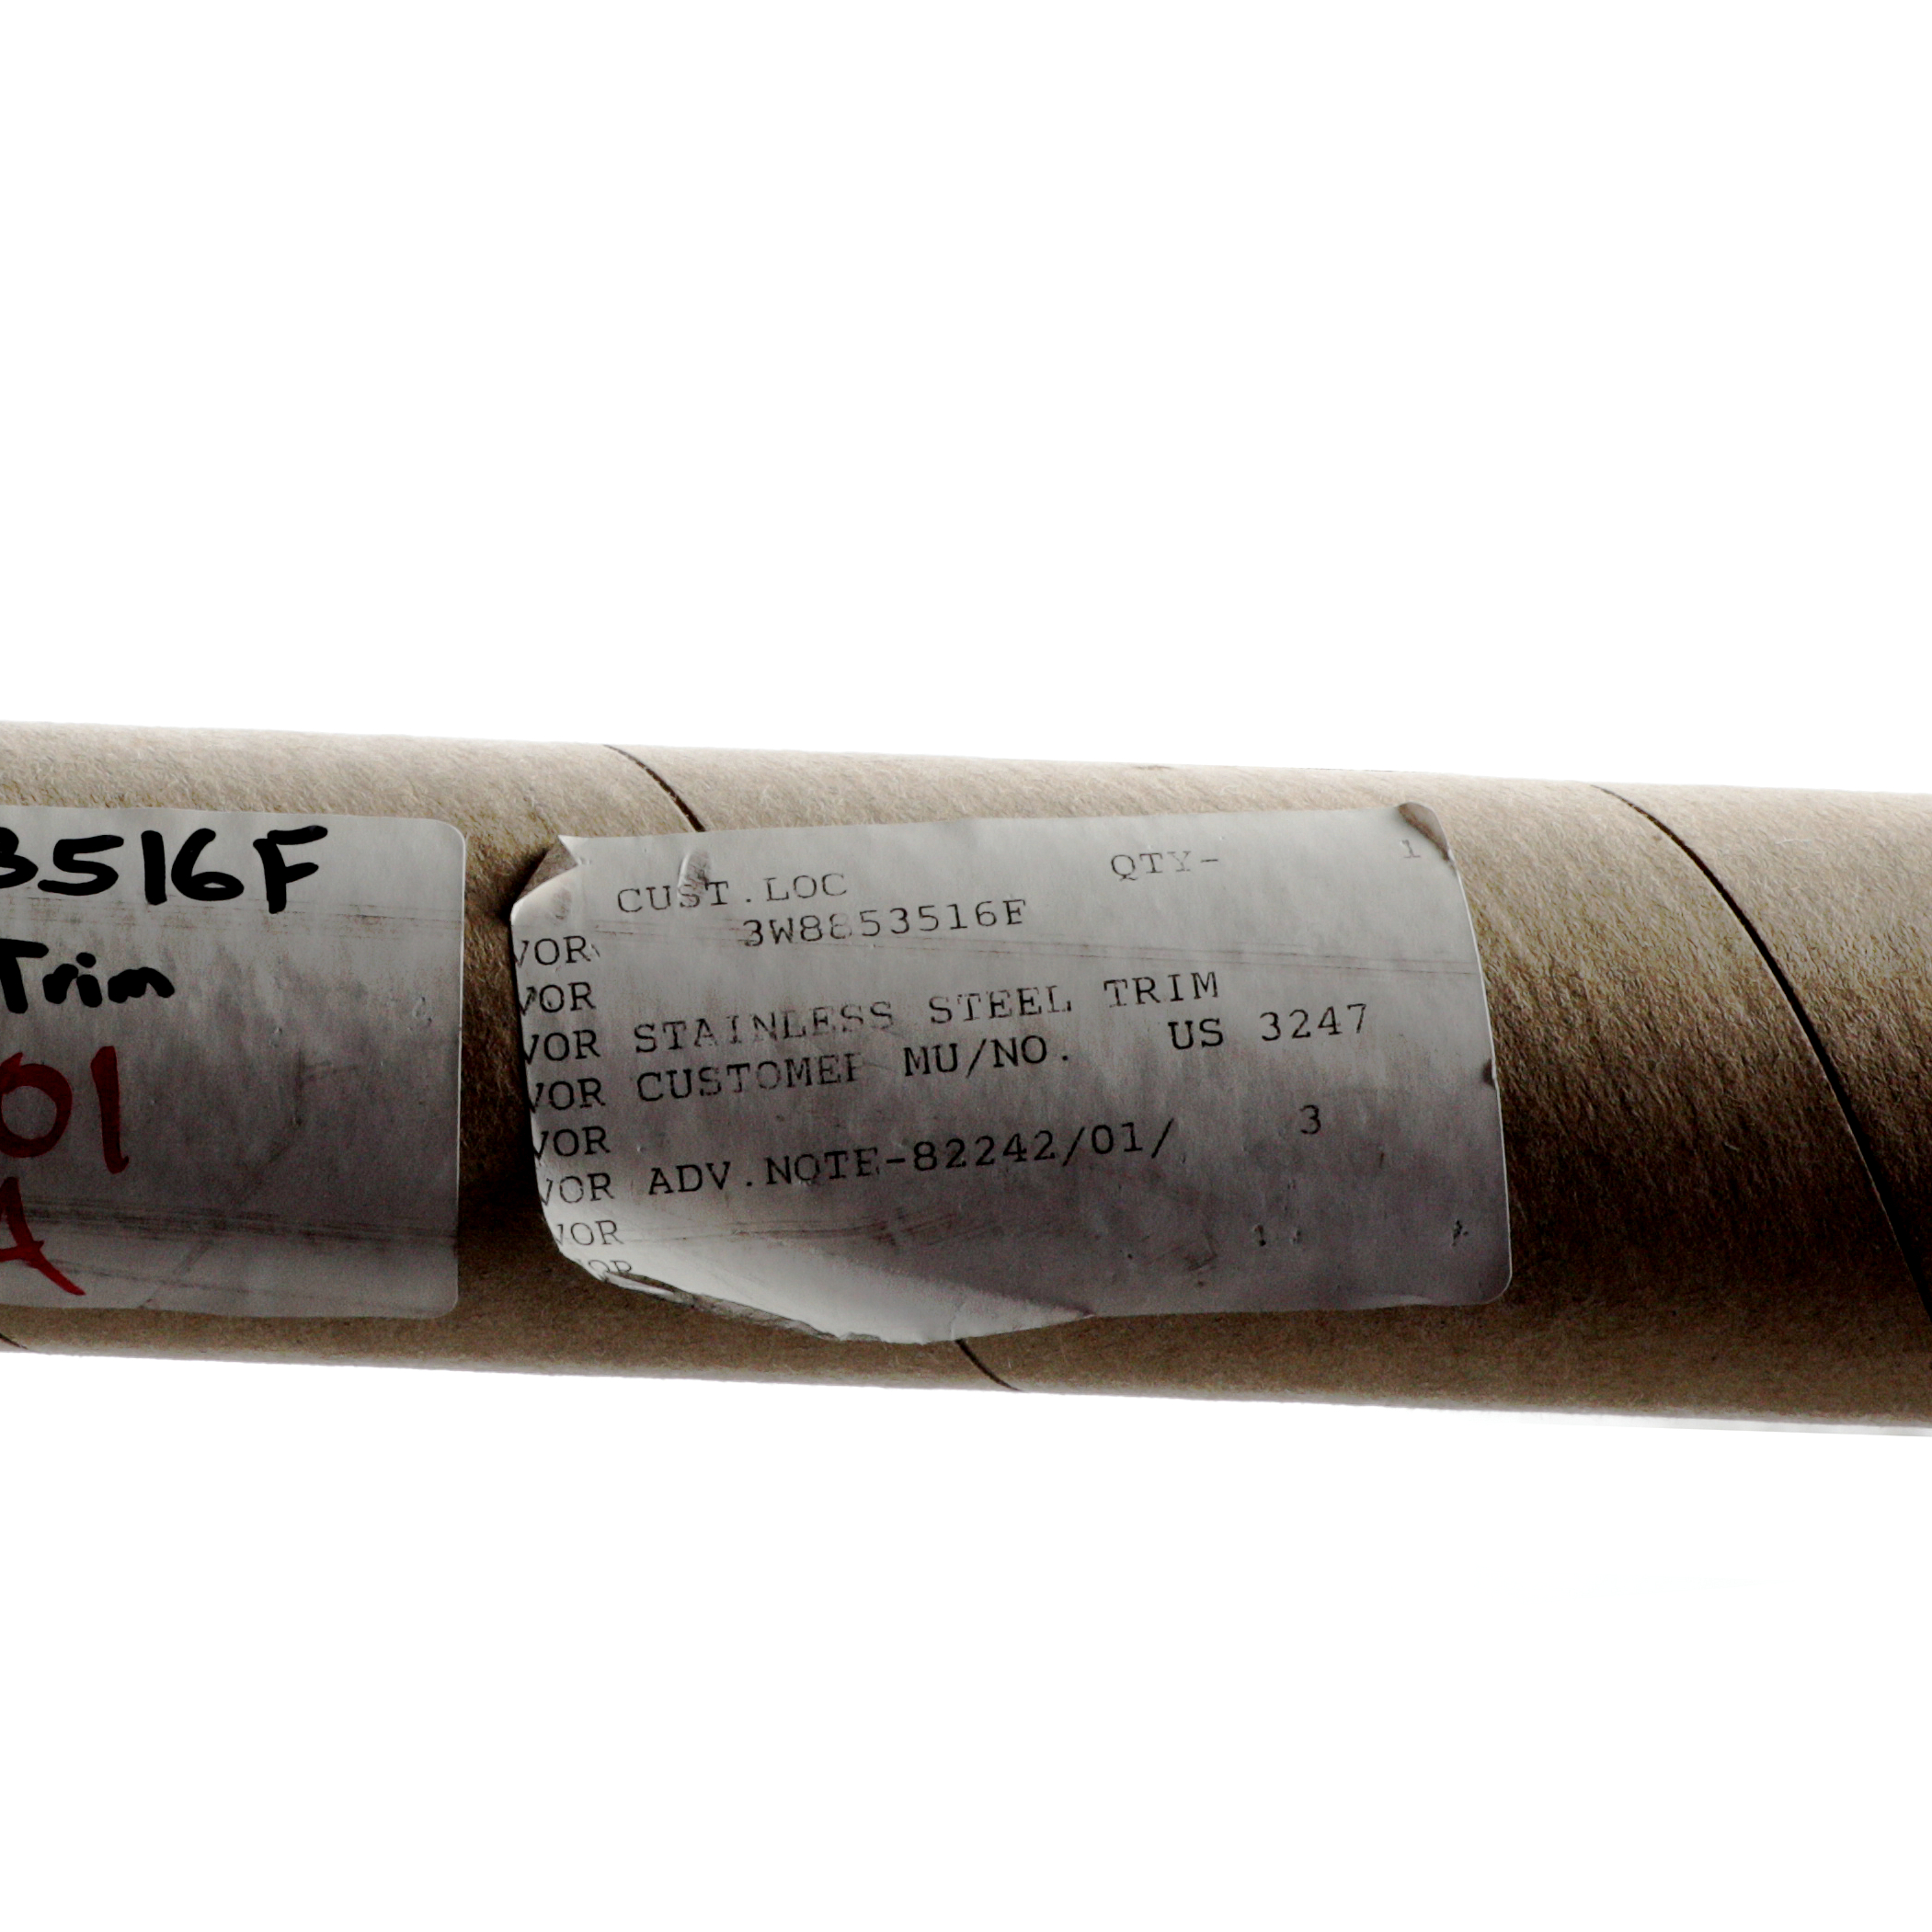 3516F
Trim
01
A
CUST.LOC QTY- 1
3W8853516F
VOR
VOR
VOR STAINLESS STEEL TRIM
VOR CUSTOMER MU/NO. US 3247
VOR
VOR ADV.NOTE-82242/01/ 3
VOR
VOR